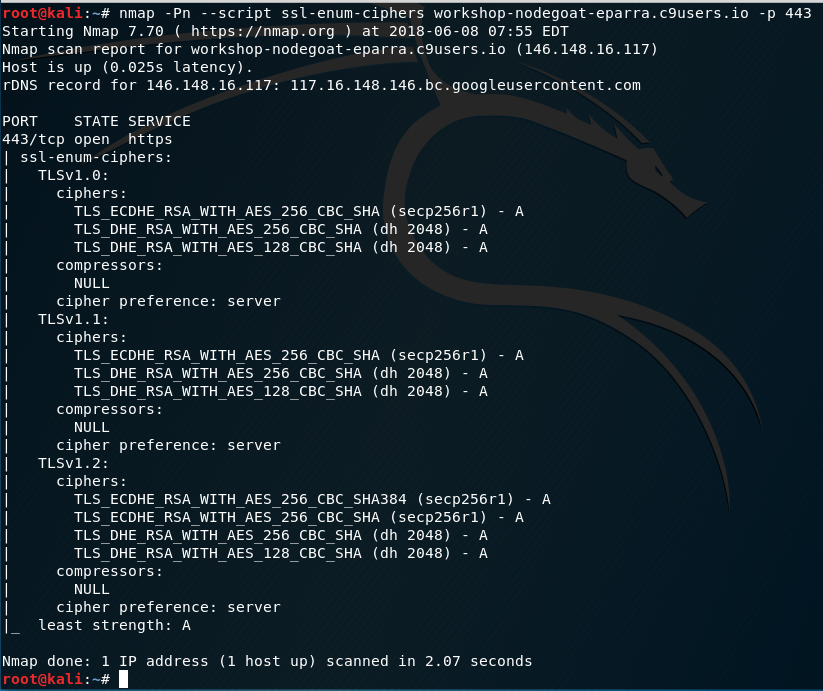 root@kali:~# nmap -Pn --script ssl-enum-ciphers workshop-nodegoat-eparra.c9users.io -p 443
Starting Nmap 7.70 ( https://nmap.org ) at 2018-06-08 07:55 EDT
Nmap scan report for workshop-nodegoat-eparra.c9users.io (146.148.16.117)
Host is up (0.025s latency).
rDNS record for 146.148.16.117: 117.16.148.146.bc.googleusercontent.com

PORT    STATE SERVICE
443/tcp open  https
| ssl-enum-ciphers:
|   TLSv1.0:
|     ciphers:
|       TLS_ECDHE_RSA_WITH_AES_256_CBC_SHA (secp256r1) - A
|       TLS_DHE_RSA_WITH_AES_256_CBC_SHA (dh 2048) - A
|       TLS_DHE_RSA_WITH_AES_128_CBC_SHA (dh 2048) - A
|     compressors:
|       NULL
|     cipher preference: server
|   TLSv1.1:
|     ciphers:
|       TLS_ECDHE_RSA_WITH_AES_256_CBC_SHA (secp256r1) - A
|       TLS_DHE_RSA_WITH_AES_256_CBC_SHA (dh 2048) - A
|       TLS_DHE_RSA_WITH_AES_128_CBC_SHA (dh 2048) - A
|     compressors:
|       NULL
|     cipher preference: server
|   TLSv1.2:
|     ciphers:
|       TLS_ECDHE_RSA_WITH_AES_256_CBC_SHA384 (secp256r1) - A
|       TLS_ECDHE_RSA_WITH_AES_256_CBC_SHA (secp256r1) - A
|       TLS_DHE_RSA_WITH_AES_256_CBC_SHA (dh 2048) - A
|       TLS_DHE_RSA_WITH_AES_128_CBC_SHA (dh 2048) - A
|     compressors:
|       NULL
|     cipher preference: server
|_  least strength: A

Nmap done: 1 IP address (1 host up) scanned in 2.07 seconds
root@kali:~#